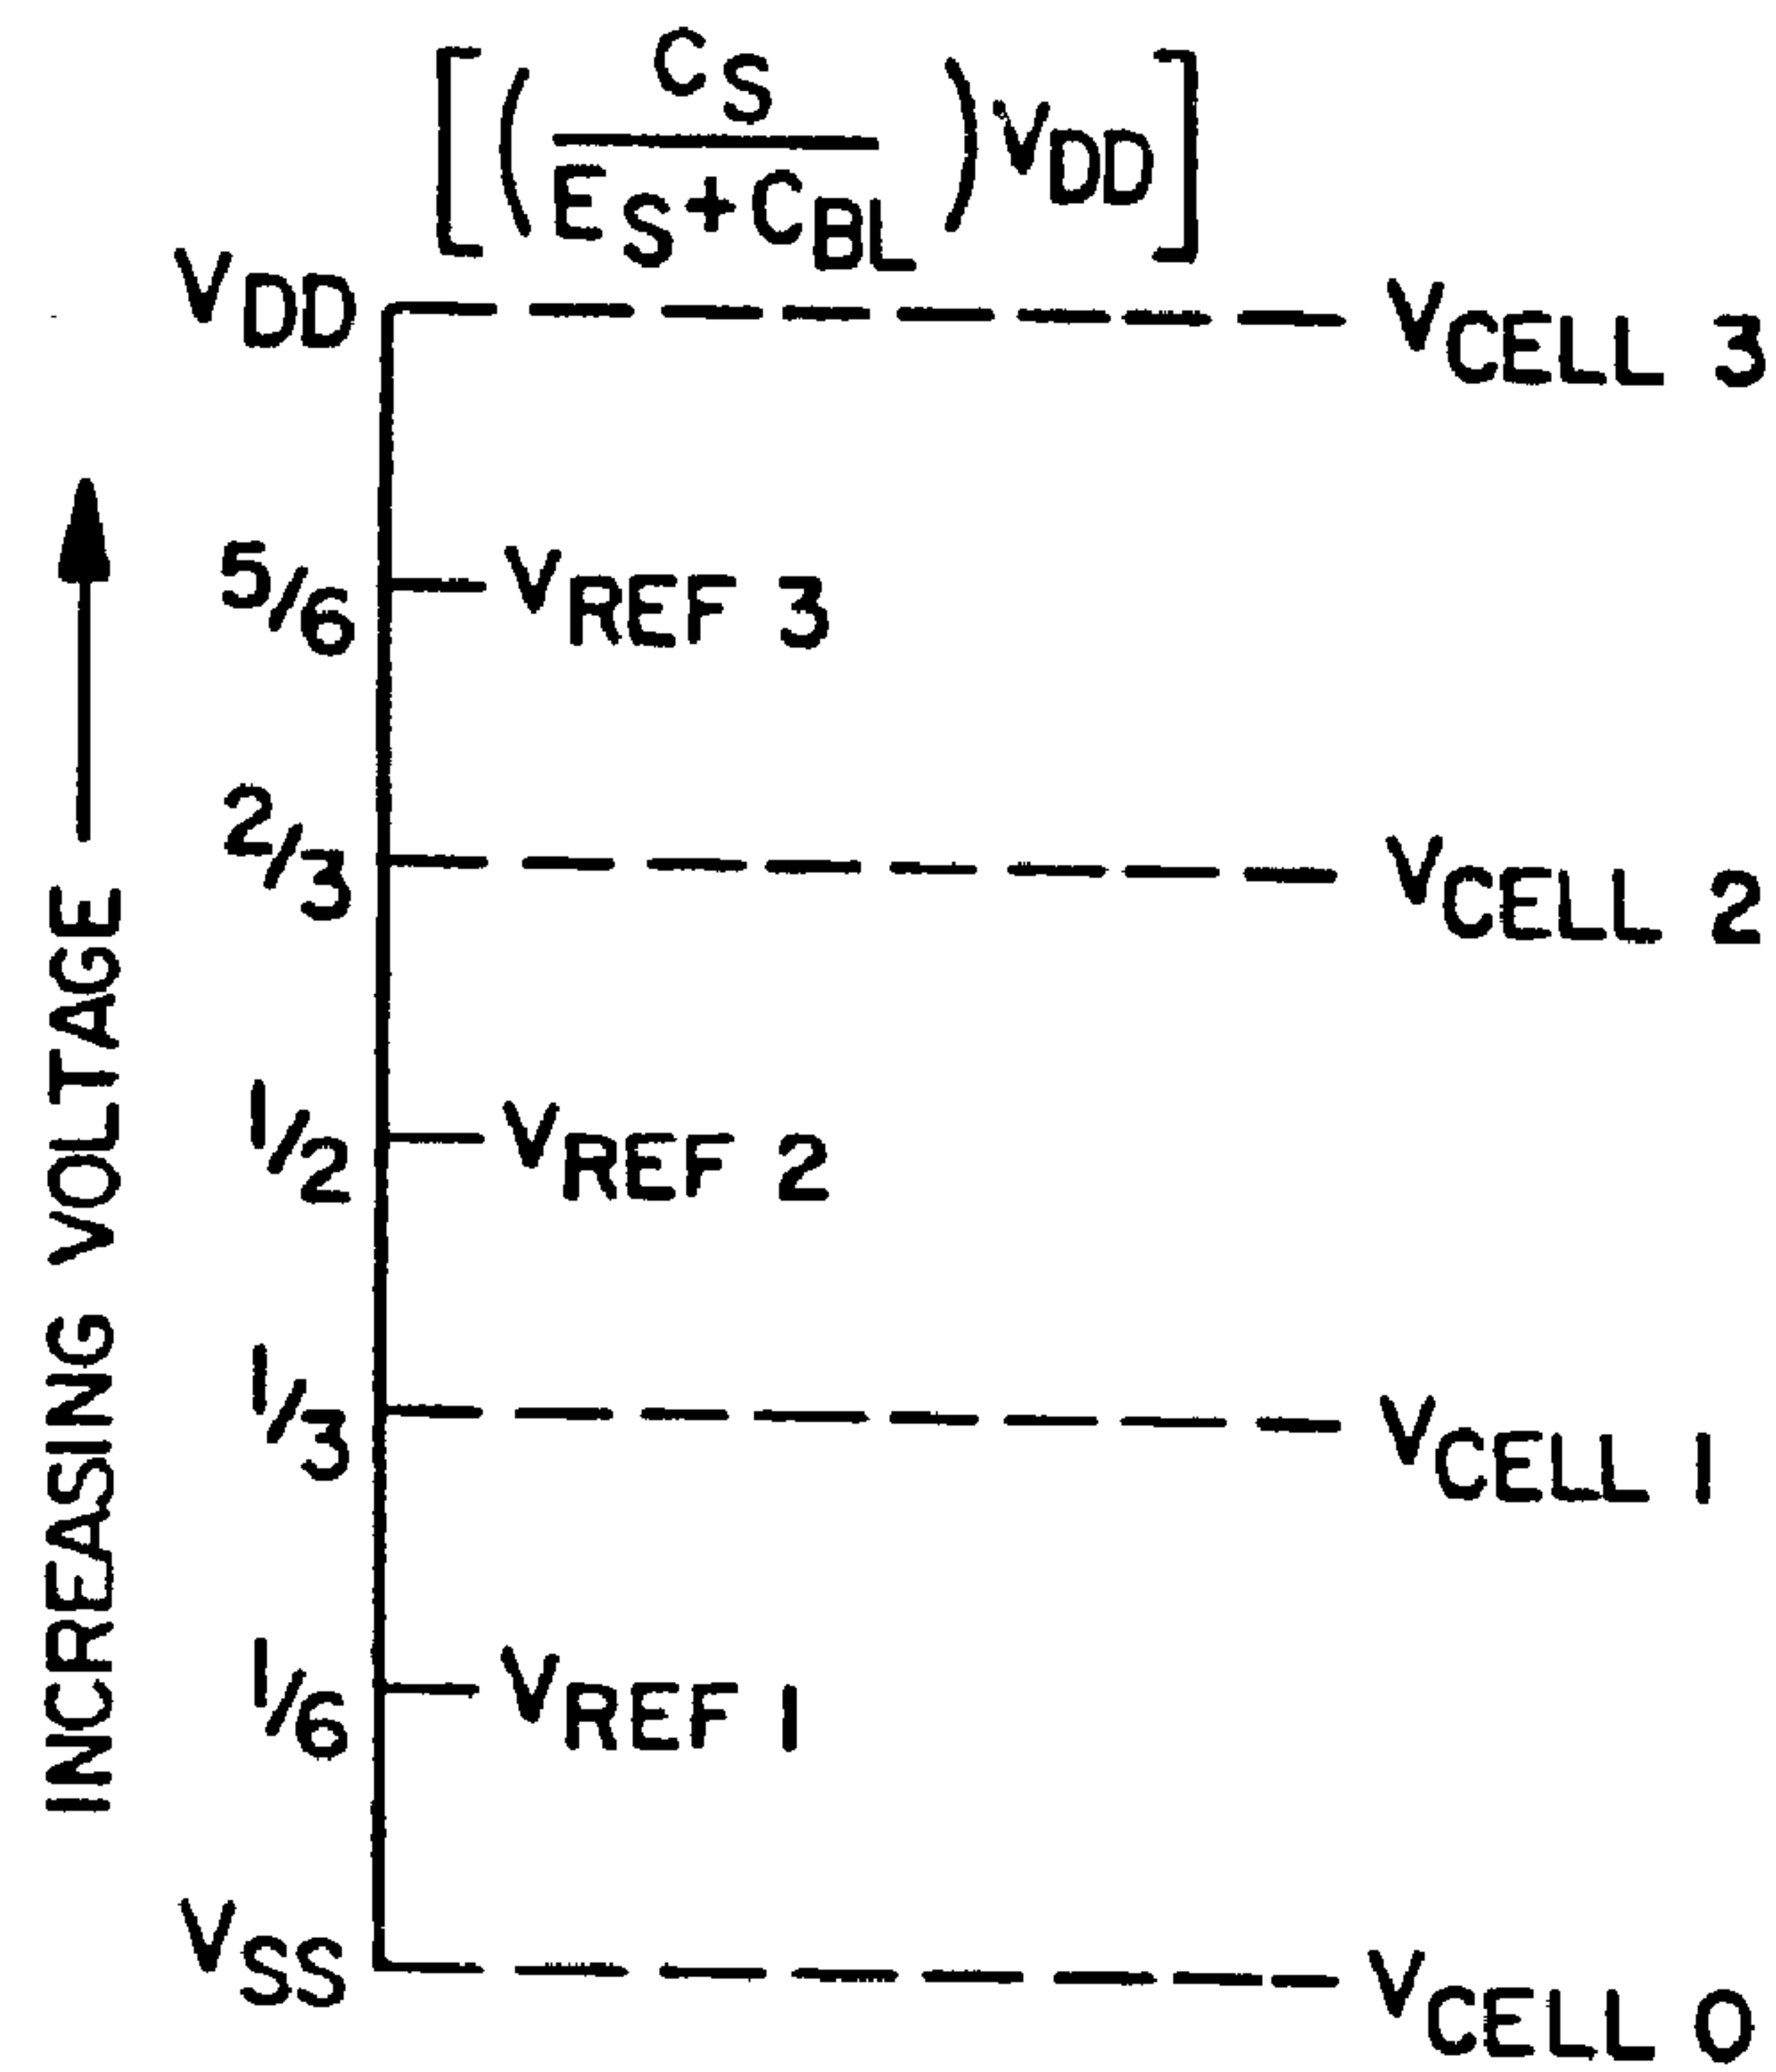 [(CS/ES+CBL)VDD]
VDD
VCELL 3
5/6
VREF 3
2/3
VCELL 2
1/2
VREF 2
1/3
VCELL 1
1/6
VREF 1
VSS
VCELL 0
INCREASING VOLTAGE